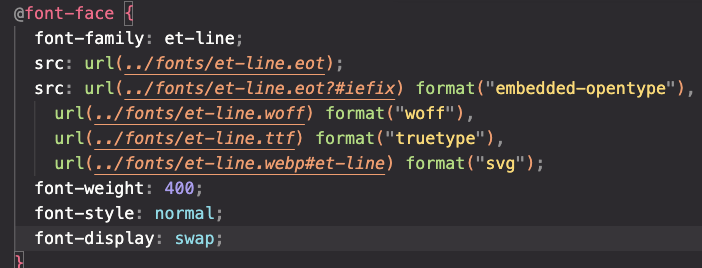 @font-face {
font-family: et-line;
src: url(../fonts/et-line.eot);
src: url(../fonts/et-line.eot?#iefix) format("embedded-opentype"),
url(../fonts/et-line.woff) format("woff"),
url(../fonts/et-line.ttf) format("truetype"),
url(../fonts/et-line.webp#et-line) format("svg");
font-weight: 400;
font-style: normal;
font-display: swap;
}